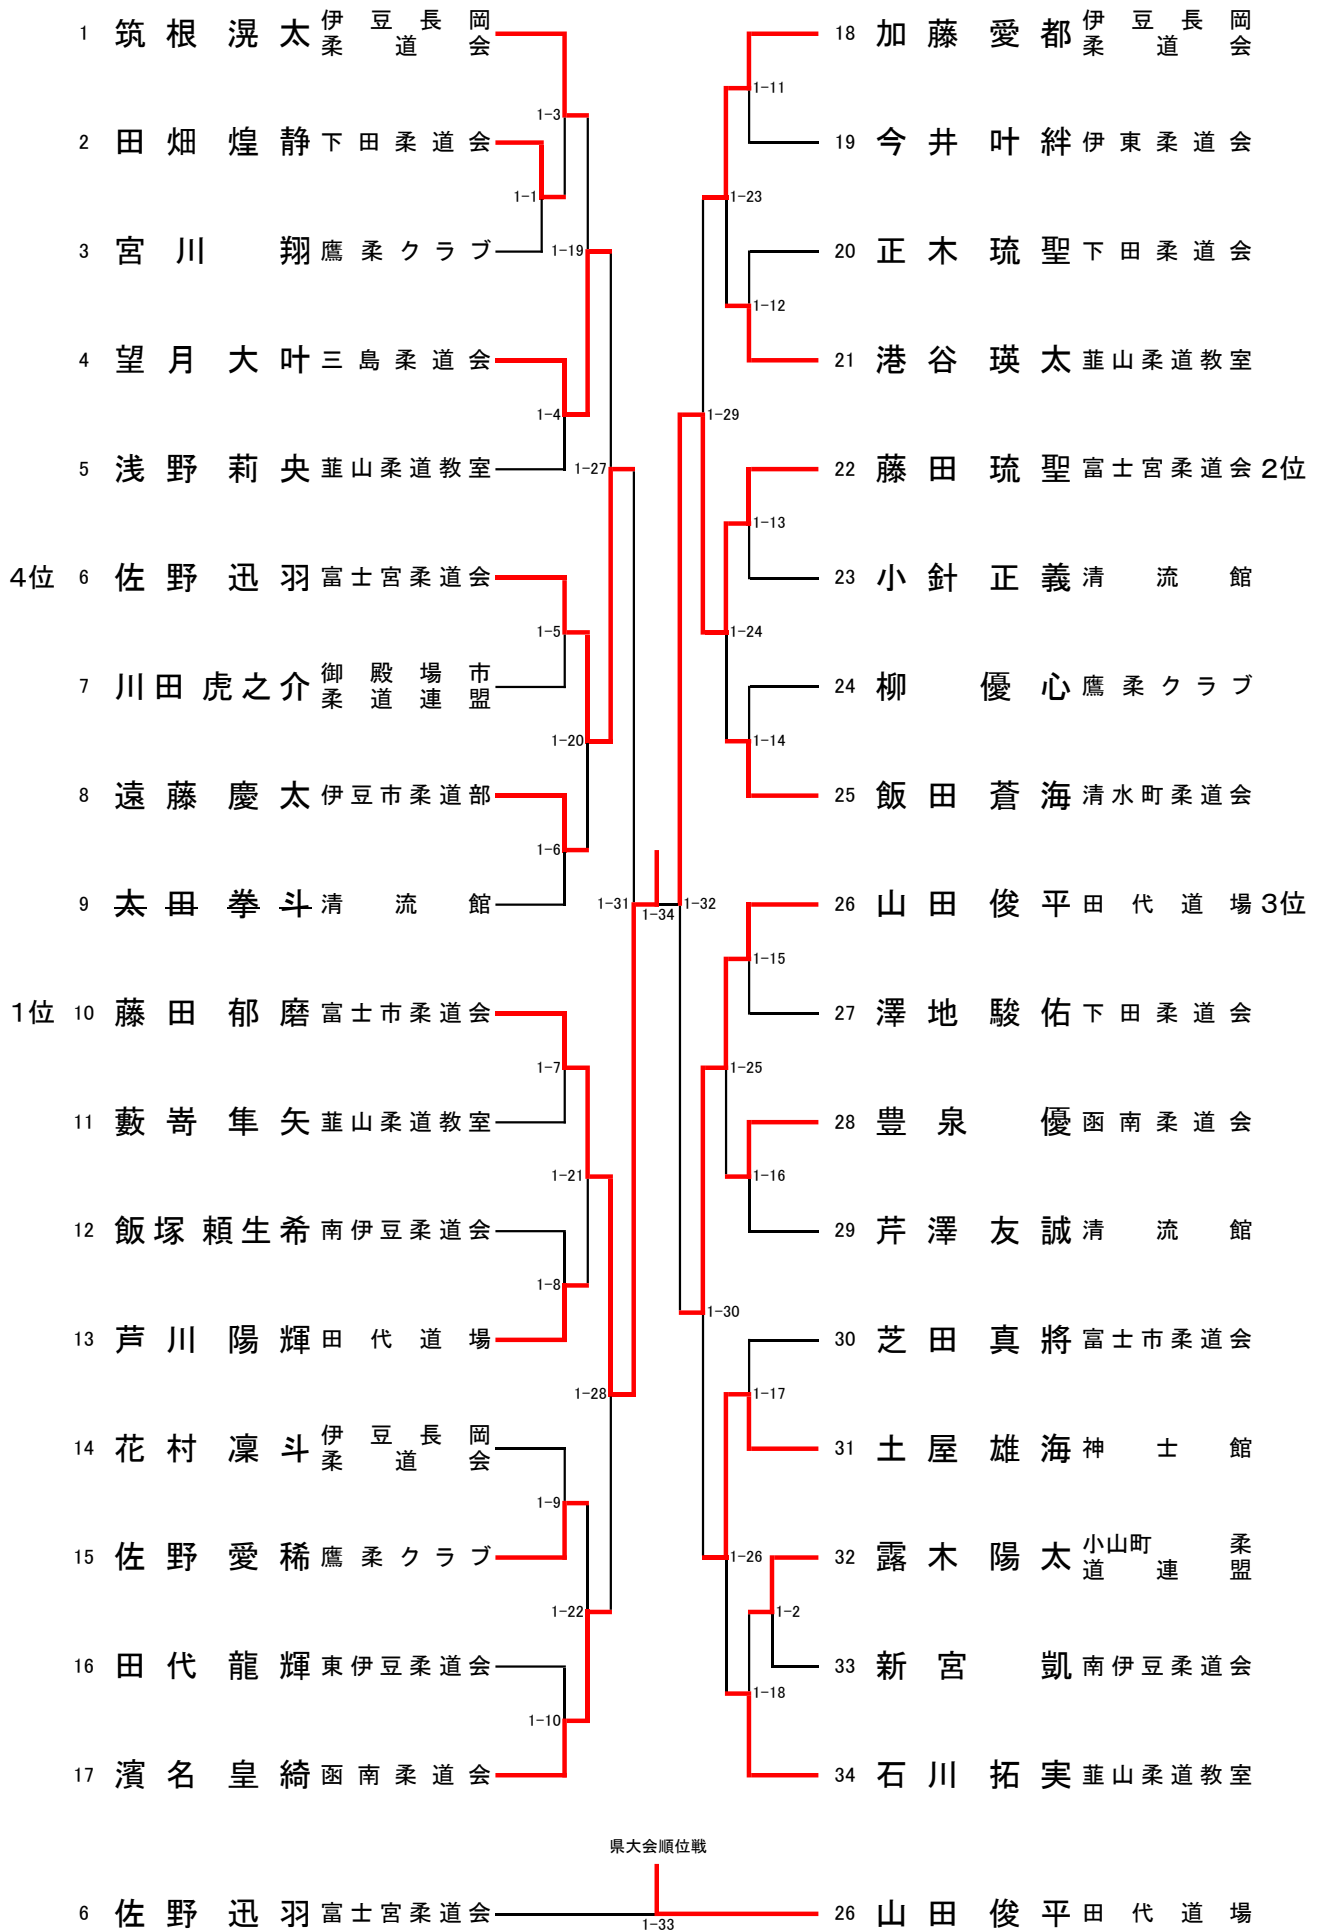 1 筑根滉太 伊豆長岡柔道会
2 田畑煌静 下田柔道会
3 宮川翔 鷹柔クラブ
4 望月大叶 三島柔道会
5 浅野莉央 韮山柔道教室
4位 6 佐野迅羽 富士宮柔道会
7 川田虎之介 御殿場市柔道連盟
8 遠藤慶太 伊豆市柔道部
9 太田拳斗 清流館
1位 10 藤田郁磨 富士市柔道会
11 藪嵜隼矢 韮山柔道教室
12 飯塚頼生希 南伊豆柔道会
13 芦川陽輝 田代道場
14 花村凜斗 伊豆長岡柔道会
15 佐野愛稀 鷹柔クラブ
16 田代龍輝 東伊豆柔道会
17 濱名皇綺 函南柔道会
1-3
1-1
1-19
1-4
1-27
1-5
1-20
1-6
1-31
1-7
1-21
1-8
1-28
1-9
1-22
1-10
1-34
18 加藤愛都 伊豆長岡柔道会
19 今井叶絆 伊東柔道会
20 正木琉聖 下田柔道会
21 港谷瑛太 韮山柔道教室
22 藤田琉聖 富士宮柔道会 2位
23 小針正義 清流館
24 柳優心 鷹柔クラブ
25 飯田蒼海 清水町柔道会
26 山田俊平 田代道場 3位
27 澤地駿佑 下田柔道会
28 豊泉優 函南柔道会
29 芹澤友誠 清流館
30 芝田真將 富士市柔道会
31 土屋雄海 神士館
32 露木陽太 小山町柔道連盟
33 新宮凱 南伊豆柔道会
34 石川拓実 韮山柔道教室
1-11
1-23
1-12
1-29
1-13
1-24
1-14
1-32
1-15
1-25
1-16
1-30
1-17
1-26
1-2
1-18
県大会順位戦
6 佐野迅羽 富士宮柔道会
1-33
26 山田俊平 田代道場